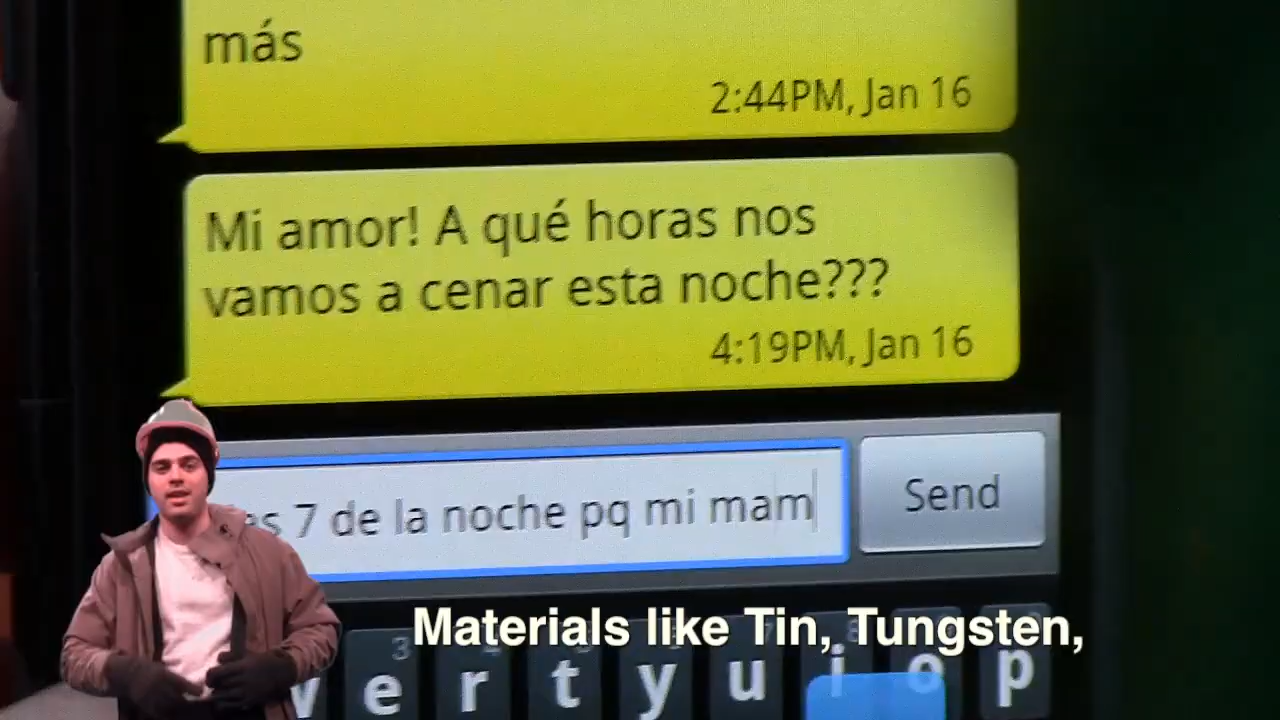 más
2:44PM, Jan 16
Mi amor! A qué horas nos
vamos a cenar esta noche???
4:19PM, Jan 16
7 de la noche pq mi mam
Send
Materials like Tin, Tungsten,
e r t y u i o p